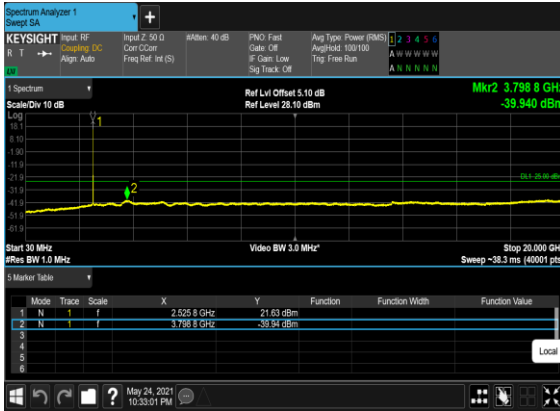 Spectrum Analyzer 1
Swept SA
+
KEYSIGHT Input: RF Input Z: 50 Ω #Atten: 40 dB PNO: Fast Avg Type: Power (RMS) 1 2 3 4 5 6
R T Coupling: DC Corr CCorr Gate: Off Avg|Hold: 100/100 A W W W W W
Align: Auto Freq Ref: Int (S) IF Gain: Low Trig: Free Run
Sig Track: Off A N N N N N
1 Spectrum
Ref Lvl Offset 5.10 dB Mkr2 3.798 8 GHz
Scale/Div 10 dB Ref Level 28.10 dBm -39.940 dBm
Log
18.1
8.10
-1.90
-11.9
-21.9
-31.9
-41.9
-51.9
-61.9
1
2
DL1 -25.00 dBm
Start 30 MHz Video BW 3.0 MHz* Stop 20.000 GH
#Res BW 1.0 MHz Sweep ~38.3 ms (40001 pts
5 Marker Table
Mode Trace Scale X Y Function Function Width Function Value
1 N 1 f 2.525 8 GHz 21.63 dBm
2 N 1 f 3.798 8 GHz -39.94 dBm
3
4
5
6
Local
? May 24, 2021
10:33:01 PM